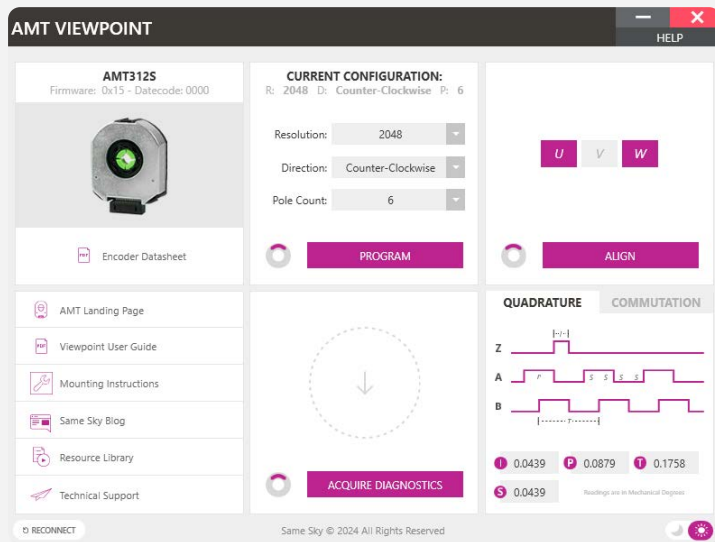 AMT VIEWPOINT
HELP
AMT312S
Firmware: 0x15 - Datecode: 0000
PDF
Encoder Datasheet
CURRENT CONFIGURATION:
R: 2048 D: Counter-Clockwise P: 6
Resolution: 2048
Direction: Counter-Clockwise
Pole Count: 6
PROGRAM
U V W
ALIGN
AMT Landing Page
PDF
Viewpoint User Guide
Mounting Instructions
Same Sky Blog
Resource Library
Technical Support
ACQUIRE DIAGNOSTICS
QUADRATURE COMMUTATION
I
Z
A P S S S S
B
T
I 0.0439 P 0.0879 T 0.1758
S 0.0439 Readings are in Mechanical Degrees
RECONNECT
Same Sky © 2024 All Rights Reserved